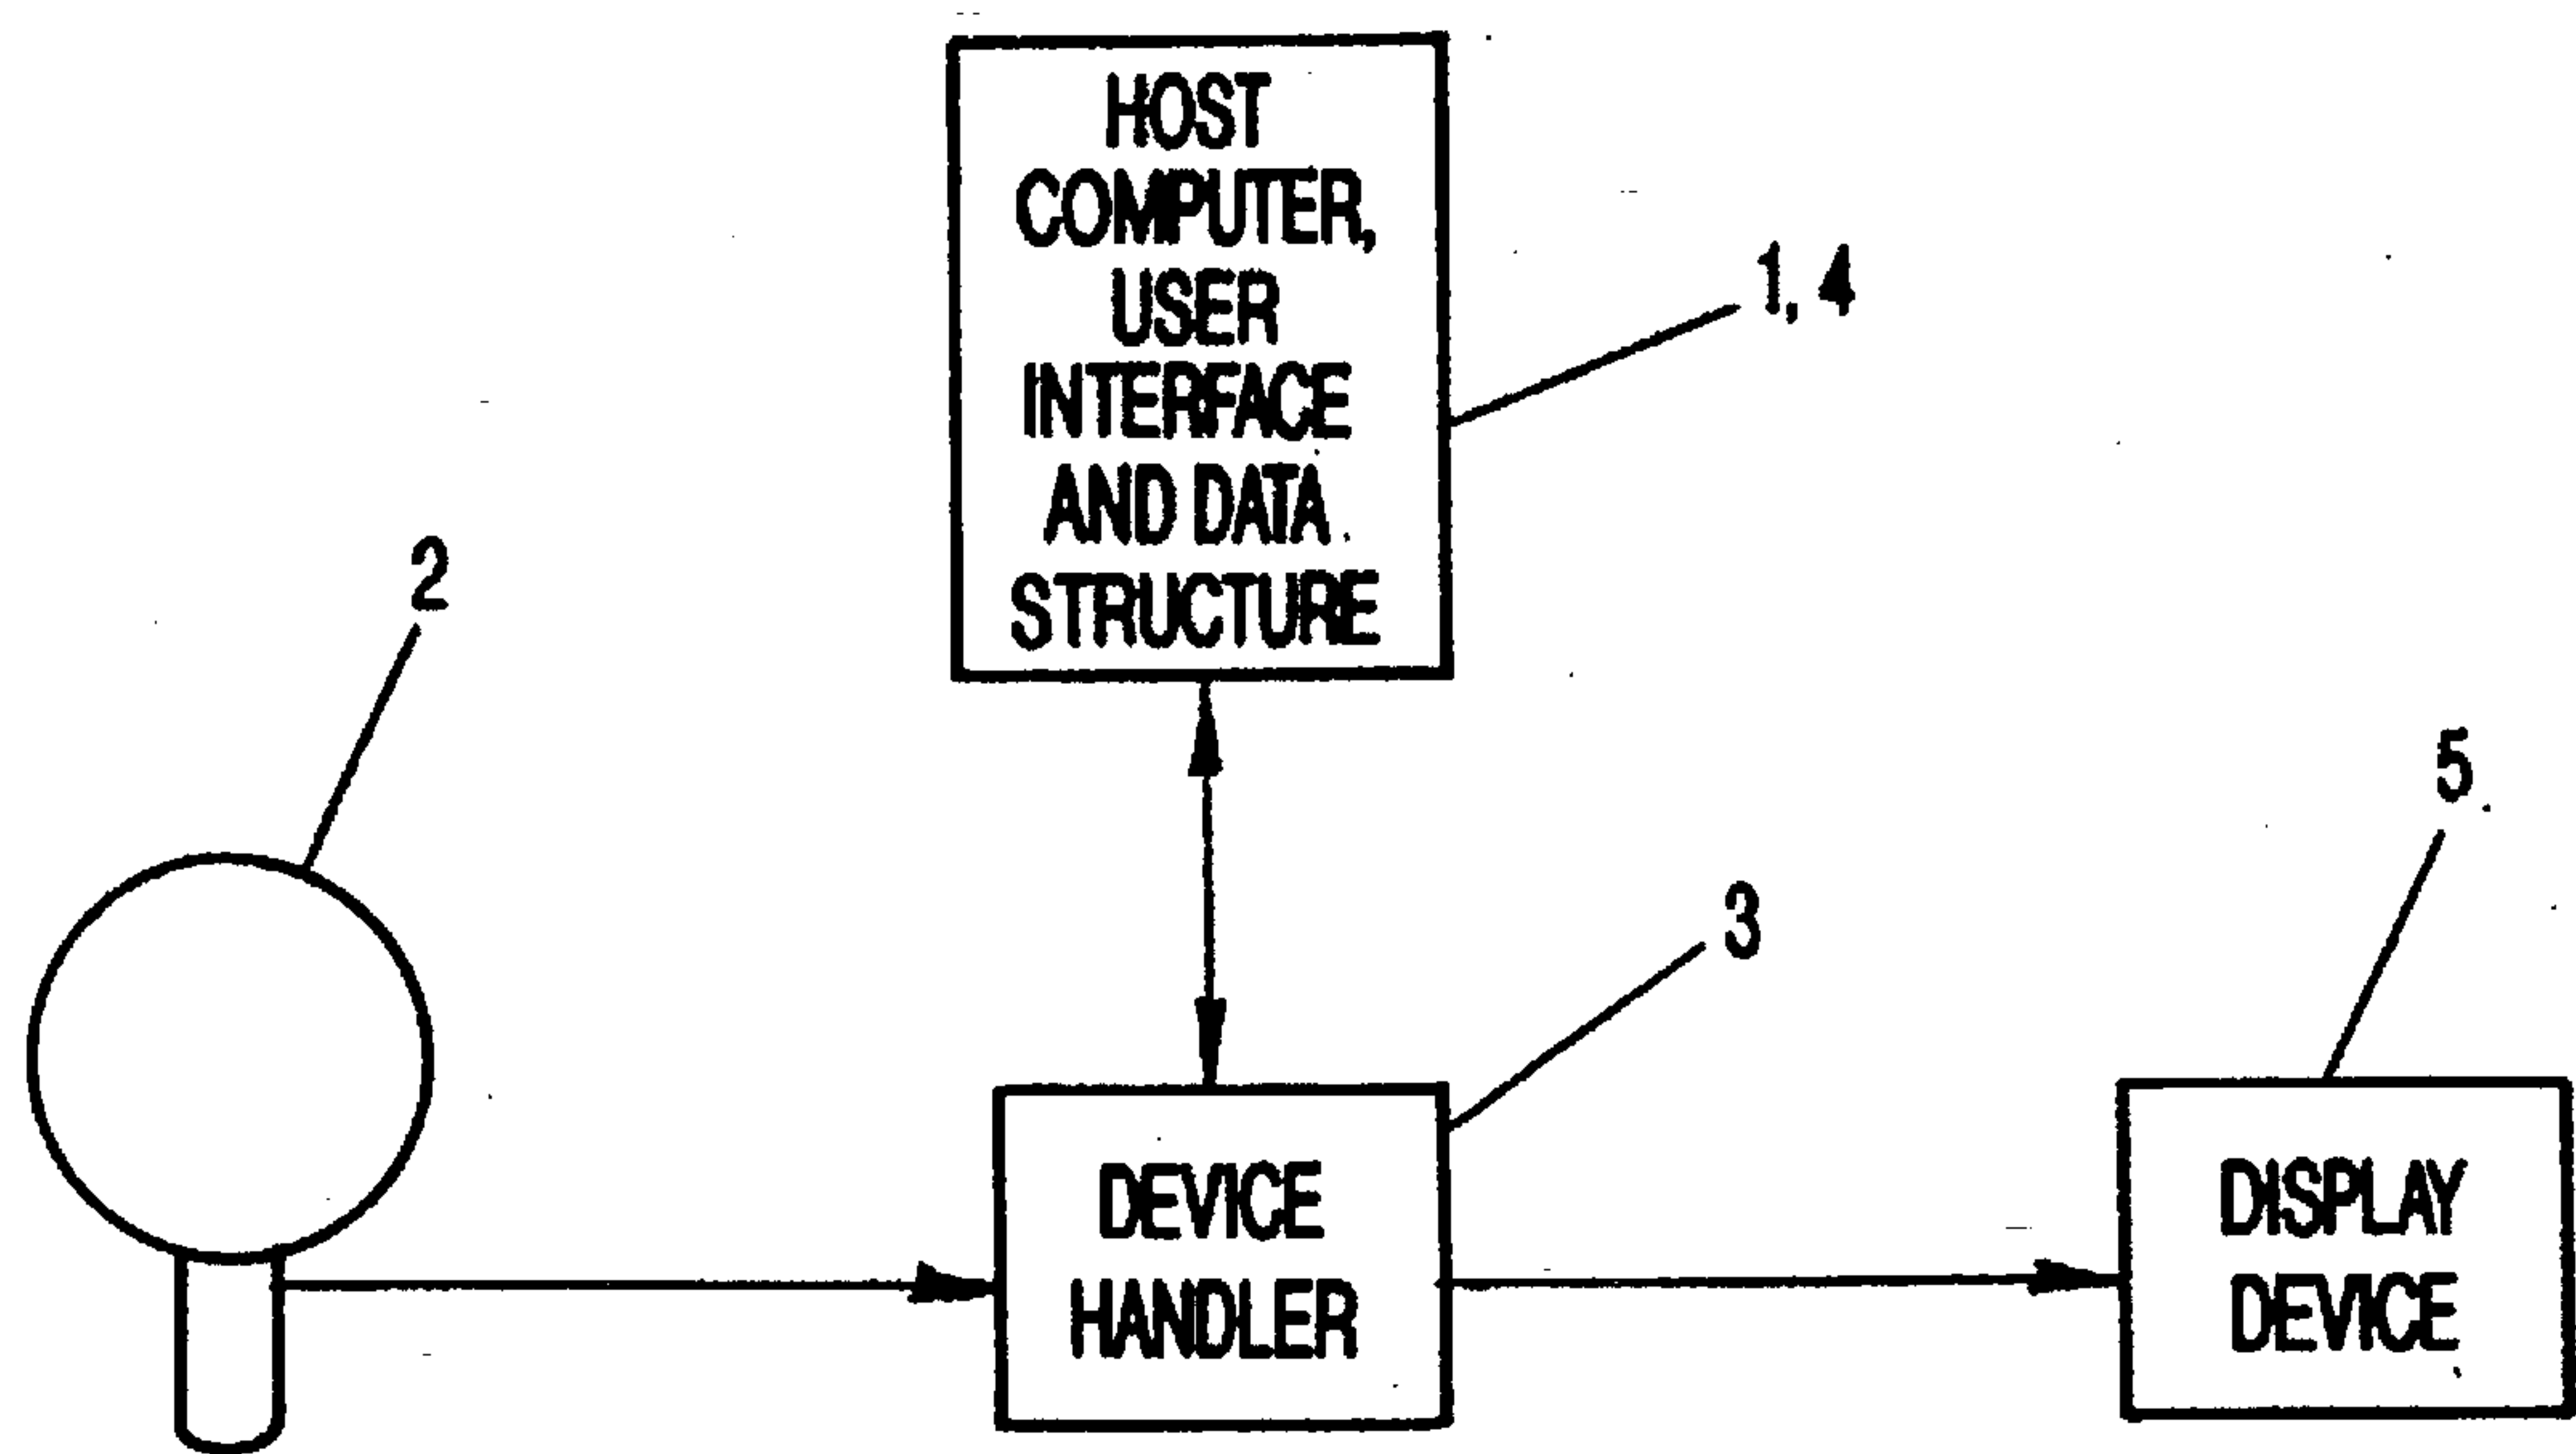 HOST
COMPUTER,
USER
INTERFACE
AND DATA
STRUCTURE
1, 4
2
5
3
DEVICE
HANDLER
DISPLAY
DEVICE